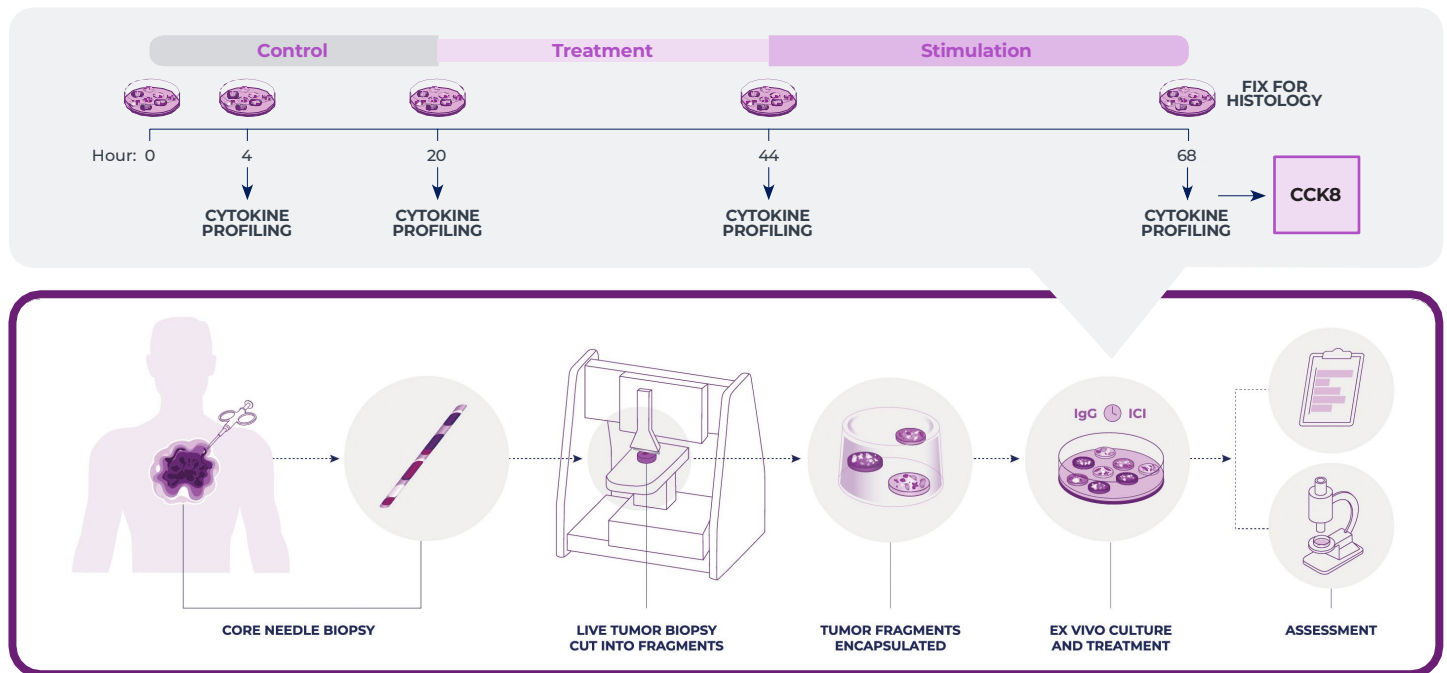 Control
Treatment
Stimulation
FIX FOR
HISTOLOGY
Hour: 0 4 20 44 68
CYTOKINE
PROFILING
CYTOKINE
PROFILING
CYTOKINE
PROFILING
CYTOKINE
PROFILING
CCK8
IgG ICI
CORE NEEDLE BIOPSY
LIVE TUMOR BIOPSY
CUT INTO FRAGMENTS
TUMOR FRAGMENTS
ENCAPSULATED
EX VIVO CULTURE
AND TREATMENT
ASSESSMENT